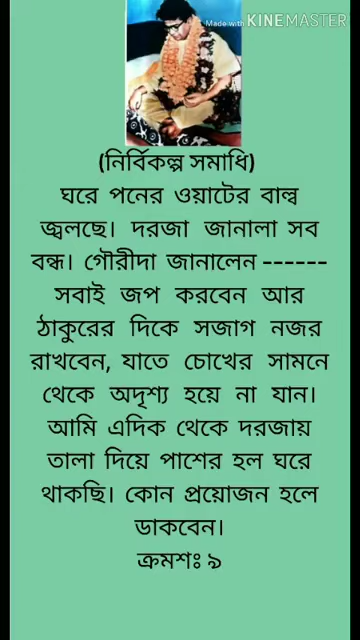 Made with KINEMASTER
(নির্বিকল্প সমাধি)
ঘরে পনের ওয়াটের বাল্ব
জ্বলছে। দরজা জানালা সব
বন্ধ। গৌরীদা জানালেন ------
সবাই জপ করবেন আর
ঠাকুরের দিকে সজাগ নজর
রাখবেন, যাতে চোখের সামনে
থেকে অদৃশ্য হয়ে না যান।
আমি এদিক থেকে দরজায়
তালা দিয়ে পাশের হল ঘরে
থাকছি। কোন প্রয়োজন হলে
ডাকবেন।
ক্রমশঃ ৯